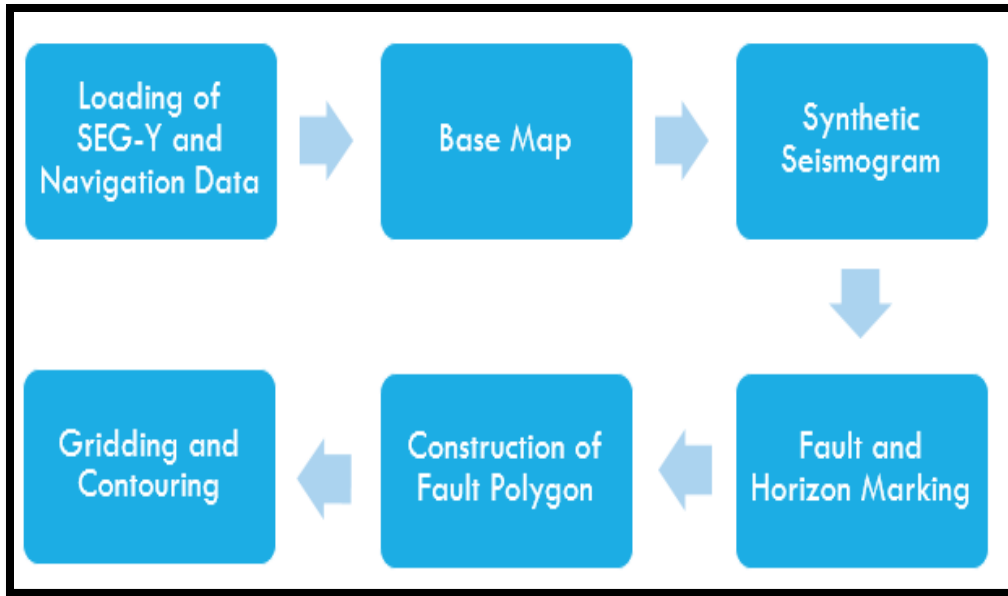 Loading of
SEG-Y and
Navigation Data
Base Map
Synthetic
Seismogram
Fault and
Horizon Marking
Construction of
Fault Polygon
Gridding and
Contouring